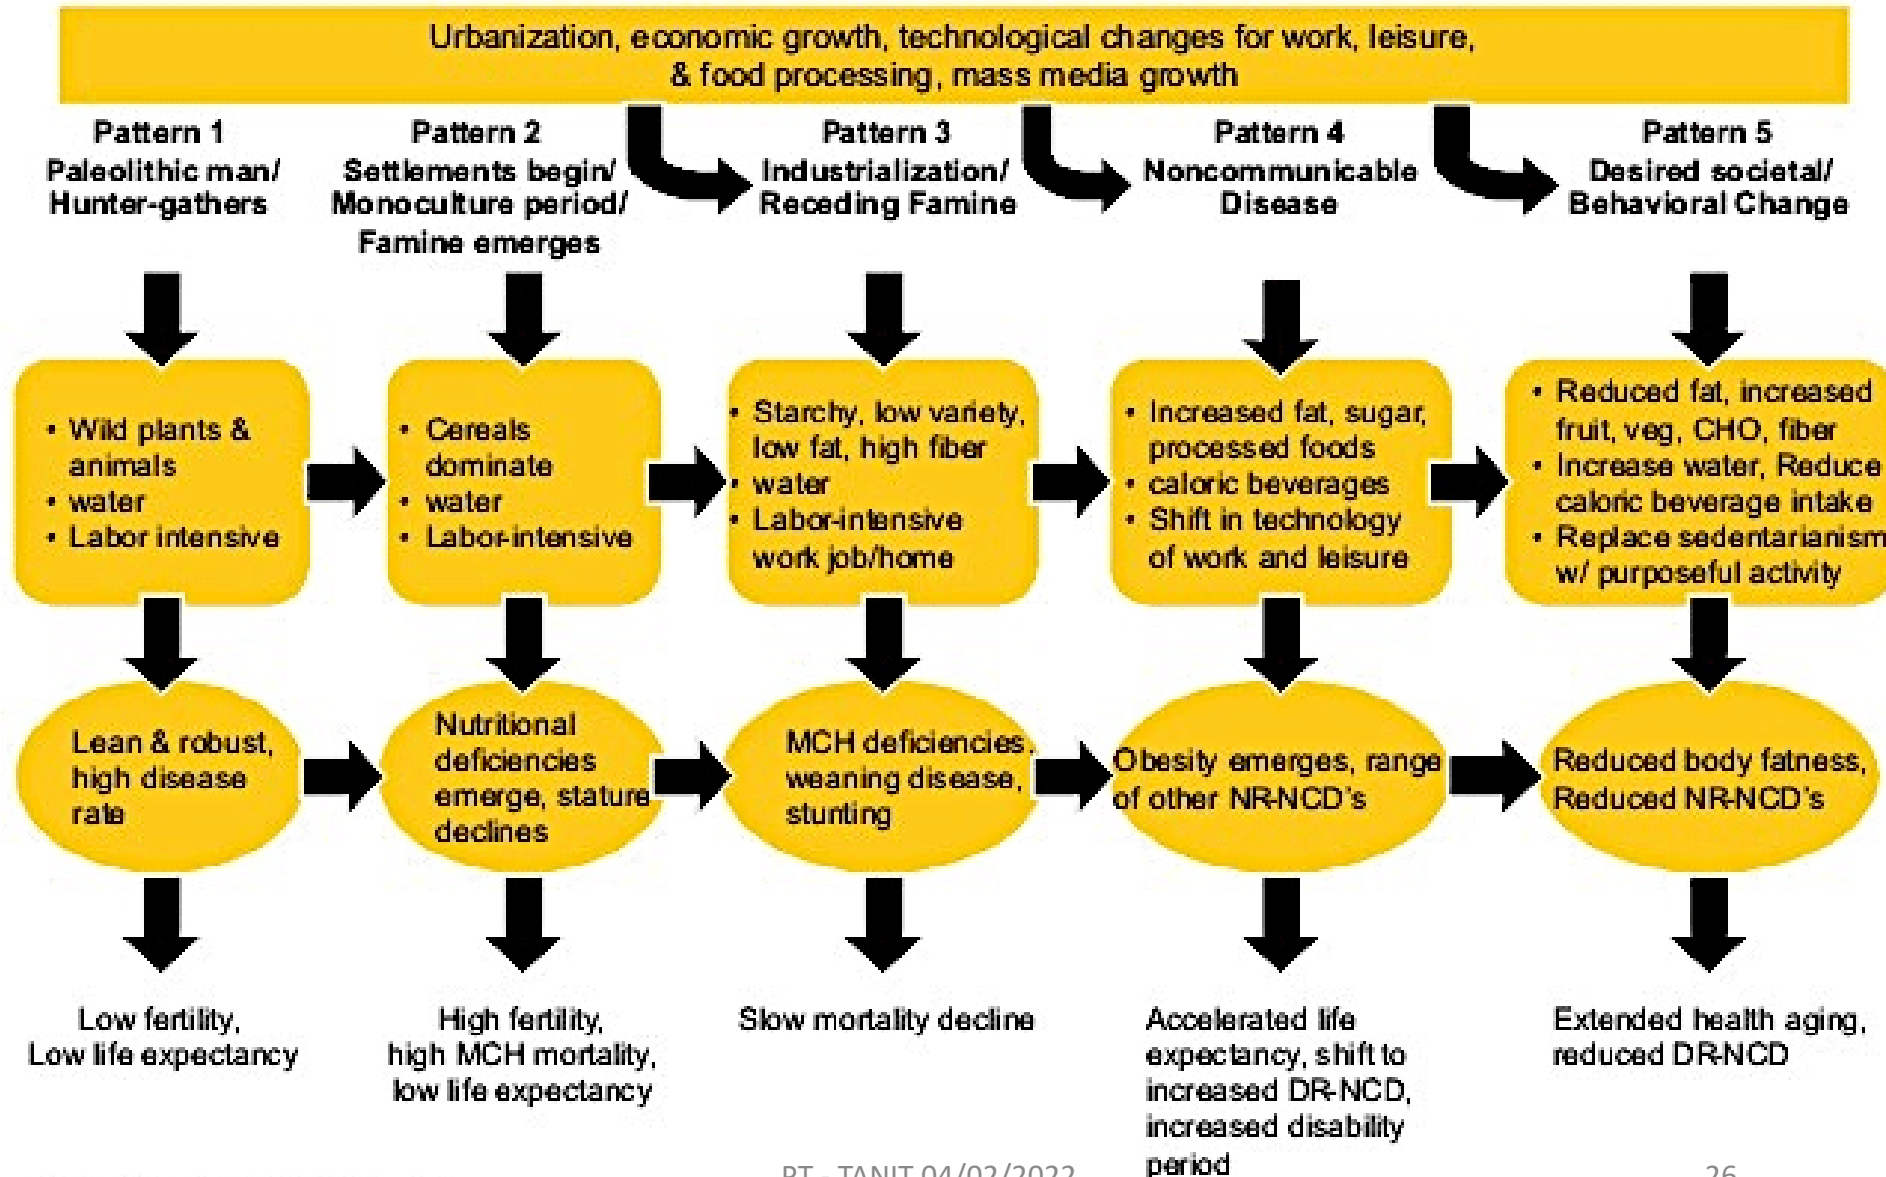 Urbanization, economic growth, technological changes for work, leisure,
& food processing, mass media growth
Pattern 1
Paleolithic man/
Hunter-gathers
Pattern 2
Settlements begin/
Monoculture period/
Famine emerges
Pattern 3
Industrialization/
Receding Famine
Pattern 4
Noncommunicable
Disease
Pattern 5
Desired societal/
Behavioral Change
• Wild plants &
animals
• water
• Labor intensive
• Cereals
dominate
• water
• Labor-intensive
• Starchy, low variety,
low fat, high fiber
• water
• Labor-intensive
work job/home
• Increased fat, sugar,
processed foods
• caloric beverages
• Shift in technology
of work and leisure
• Reduced fat, increased
fruit, veg, CHO, fiber
• Increase water, Reduce
caloric beverage intake
• Replace sedentarianism
w/ purposeful activity
Lean & robust,
high disease
rate
Nutritional
deficiencies
emerge, stature
declines
MCH deficiencies,
weaning disease,
stunting
Obesity emerges, range
of other NR-NCD's
Reduced body fatness,
Reduced NR-NCD's
Low fertility,
Low life expectancy
High fertility,
high MCH mortality,
low life expectancy
Slow mortality decline
Accelerated life
expectancy, shift to
increased DR-NCD,
increased disability
period
Extended health aging,
reduced DR-NCD
PT - TANIT 04/02/2022
26